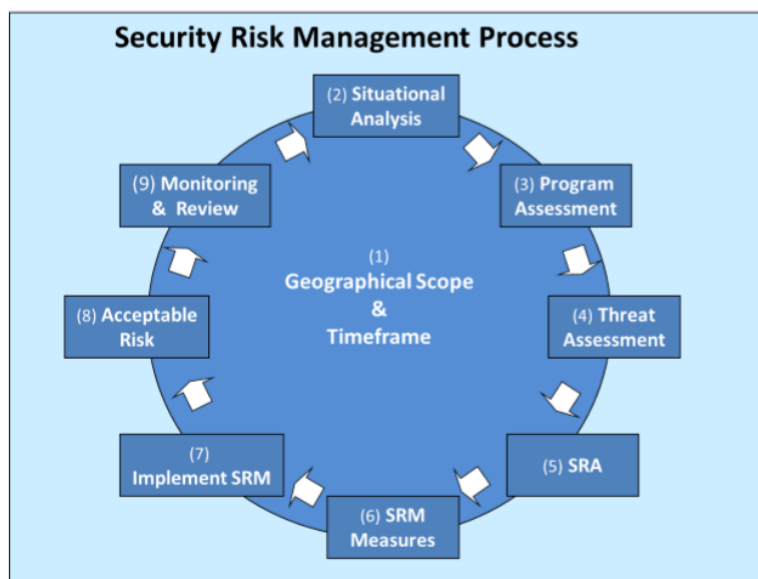 Security Risk Management Process
(1)
Geographical Scope
&
Timeframe
(2) Situational
Analysis
(3) Program
Assessment
(4) Threat
Assessment
(5) SRA
(6) SRM
Measures
(7)
Implement SRM
(8) Acceptable
Risk
(9) Monitoring
& Review